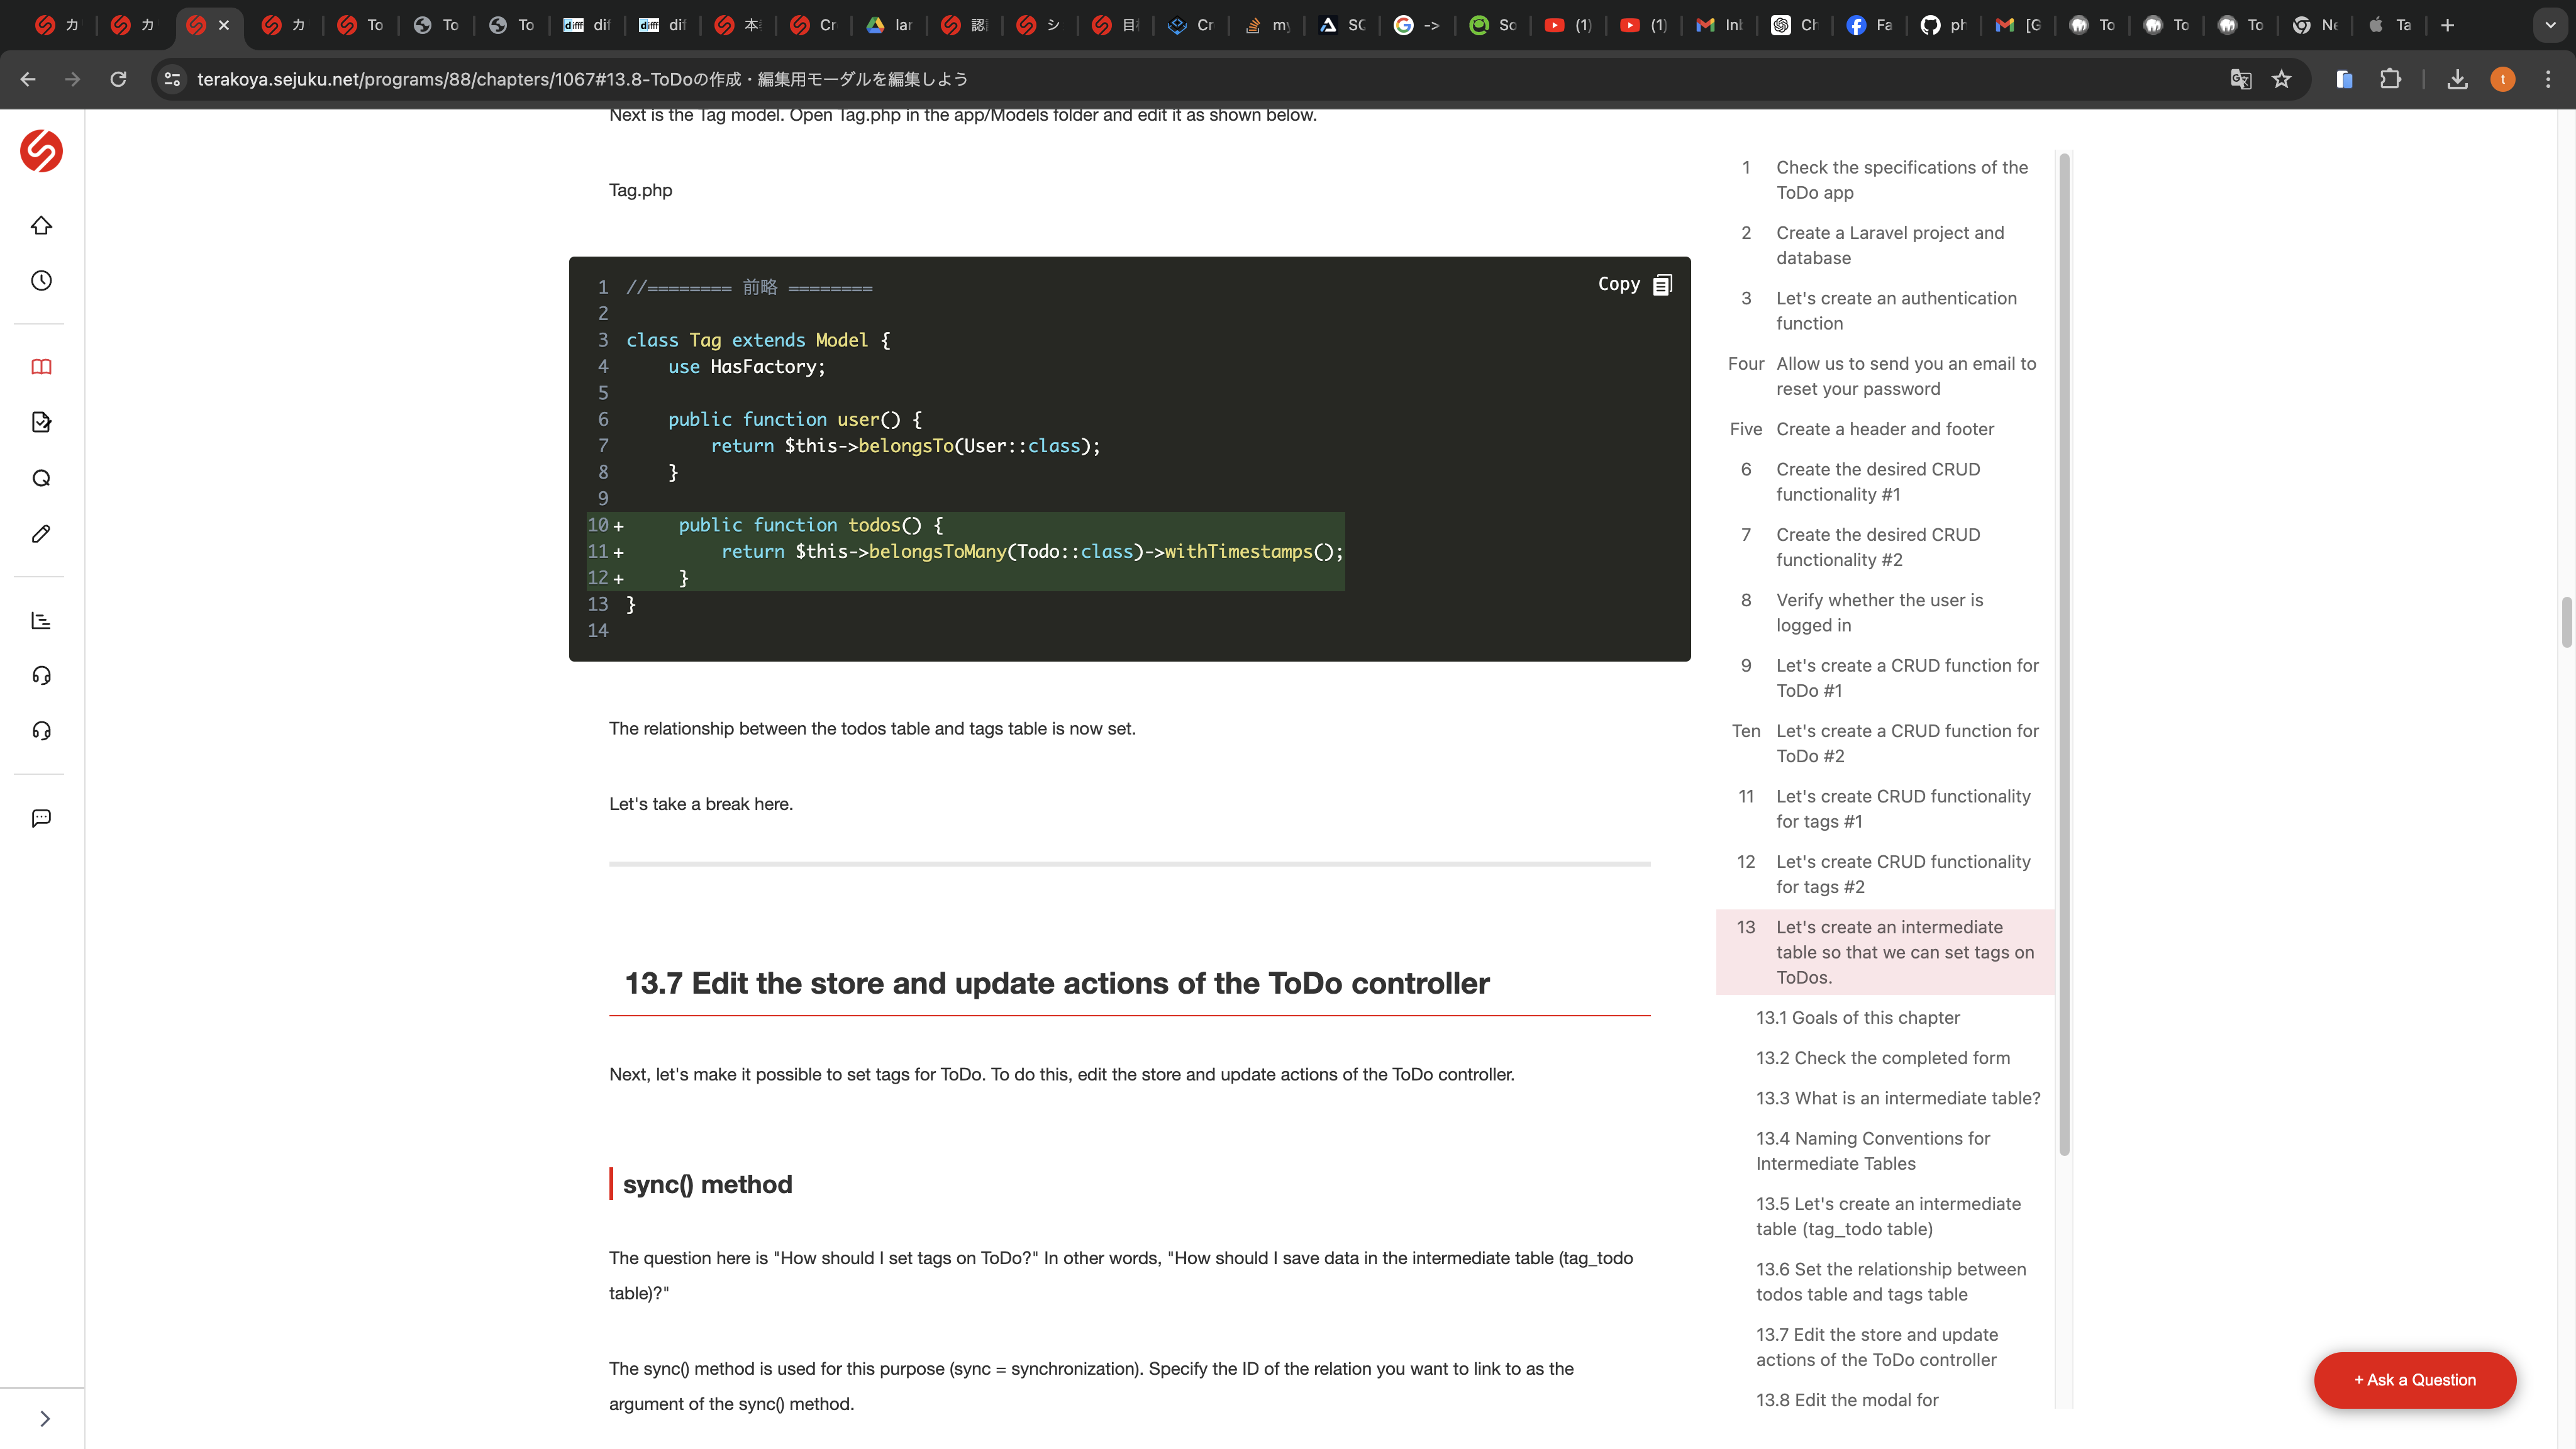 カ
カ
カ
To
To
To
dif
dif
本
Cr
lar
認
シ
目
Cr
my
SC
->
So
(1)
(1)
Inb
Ch
Fa
ph
[G
To
To
To
Ne
Ta
terakoya.sejuku.net/programs/88/chapters/1067#13.8-ToDoの作成・編集用モーダルを編集しよう
t
Next is the Tag model. Open Tag.php in the app/Models folder and edit it as shown below.
Tag.php
Copy
1 //======== 前略 ========
2
3 class Tag extends Model {
4     use HasFactory;
5
6     public function user() {
7         return $this->belongsTo(User::class);
8     }
9
10 +     public function todos() {
11 +         return $this->belongsToMany(Todo::class)->withTimestamps();
12 +     }
13 }
14
The relationship between the todos table and tags table is now set.
Let's take a break here.
13.7 Edit the store and update actions of the ToDo controller
Next, let's make it possible to set tags for ToDo. To do this, edit the store and update actions of the ToDo controller.
sync() method
The question here is "How should I set tags on ToDo?" In other words, "How should I save data in the intermediate table (tag_todo
table)?"
The sync() method is used for this purpose (sync = synchronization). Specify the ID of the relation you want to link to as the
argument of the sync() method.
1 Check the specifications of the
ToDo app
2 Create a Laravel project and
database
3 Let's create an authentication
function
Four Allow us to send you an email to
reset your password
Five Create a header and footer
6 Create the desired CRUD
functionality #1
7 Create the desired CRUD
functionality #2
8 Verify whether the user is
logged in
9 Let's create a CRUD function for
ToDo #1
Ten Let's create a CRUD function for
ToDo #2
11 Let's create CRUD functionality
for tags #1
12 Let's create CRUD functionality
for tags #2
13 Let's create an intermediate
table so that we can set tags on
ToDos.
13.1 Goals of this chapter
13.2 Check the completed form
13.3 What is an intermediate table?
13.4 Naming Conventions for
Intermediate Tables
13.5 Let's create an intermediate
table (tag_todo table)
13.6 Set the relationship between
todos table and tags table
13.7 Edit the store and update
actions of the ToDo controller
13.8 Edit the modal for
+ Ask a Question